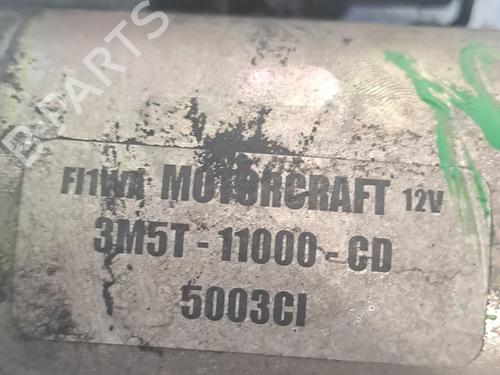 B-PARTS
FI1WA MOTORCRAFT 12V
3M5T - 11000 - CD
5003CI